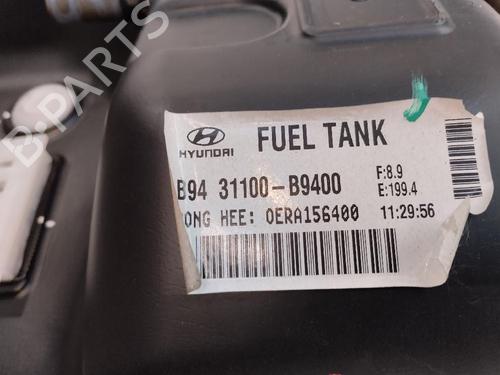 B-PARTS
HYUNDAI
FUEL TANK
B94 31100-B9400
F:8.9
E:199.4
ONG HEE: 0ERA156400 11:29:56